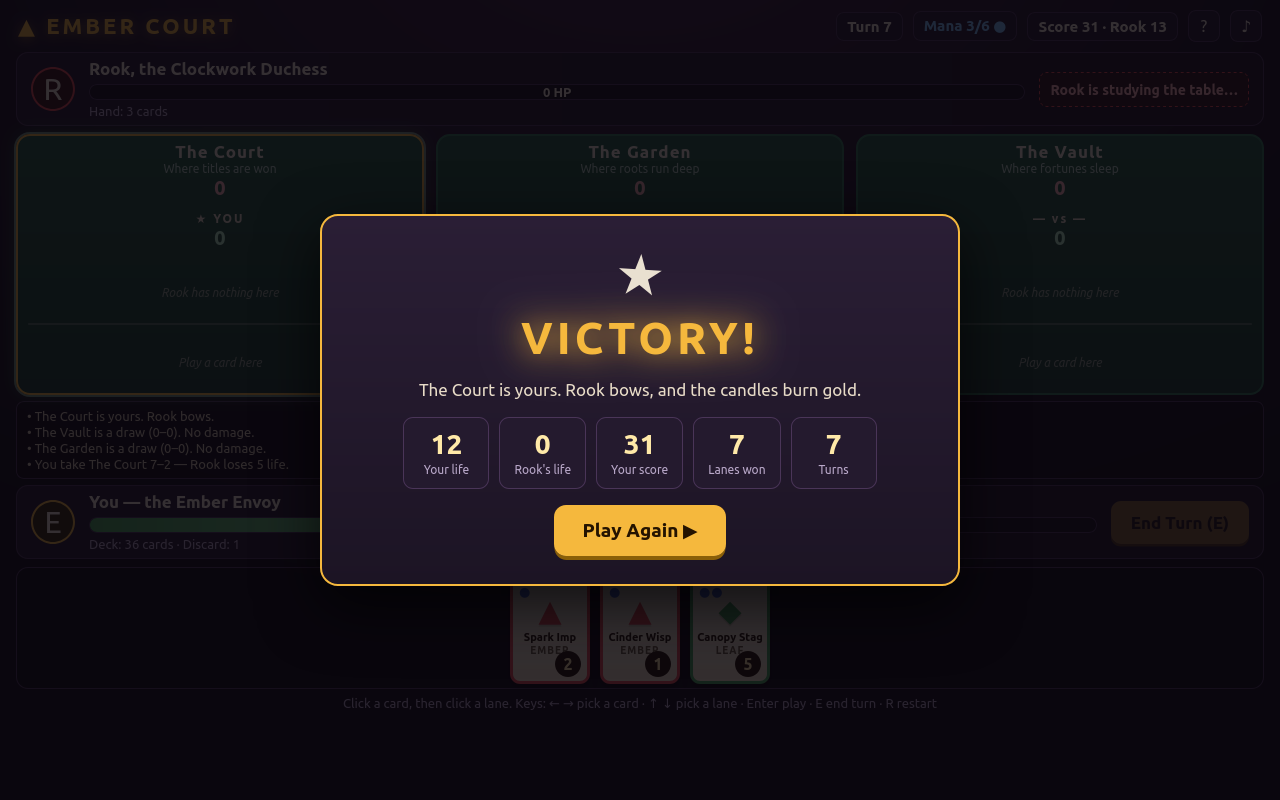 ▲ EMBER COURT
Turn 7
Mana 3/6
Score 31 · Rook 13
?
♪
R
Rook, the Clockwork Duchess
0 HP
Hand: 3 cards
Rook is studying the table…
The Court
Where titles are won
0
★ YOU
0
Rook has nothing here
Play a card here
The Garden
Where roots run deep
0
The Vault
Where fortunes sleep
0
— vs —
0
Rook has nothing here
Play a card here
★
VICTORY!
The Court is yours. Rook bows, and the candles burn gold.
12
Your life
0
Rook's life
31
Your score
7
Lanes won
7
Turns
Play Again ▶
• The Court is yours. Rook bows.
• The Vault is a draw (0–0). No damage.
• The Garden is a draw (0–0). No damage.
• You take The Court 7–2 — Rook loses 5 life.
E
You — the Ember Envoy
Deck: 36 cards · Discard: 1
End Turn (E)
Spark Imp
EMBER
2
Cinder Wisp
EMBER
1
Canopy Stag
LEAF
5
Click a card, then click a lane. Keys: ← → pick a card · ↑ ↓ pick a lane · Enter play · E end turn · R restart